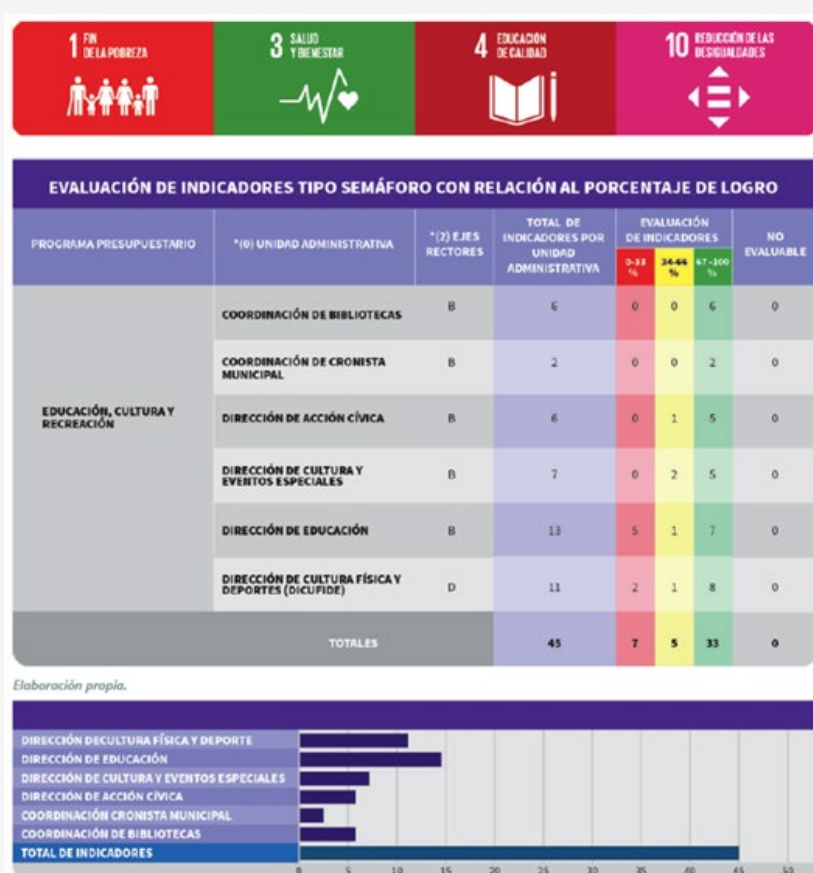 1 FIN
DE LA POBREZA
3 SALUD
Y BIENESTAR
4 EDUCACIÓN
DE CALIDAD
10 REDUCCIÓN DE LAS
DESIGUALDADES
EVALUACIÓN DE INDICADORES TIPO SEMÁFORO CON RELACIÓN AL PORCENTAJE DE LOGRO
PROGRAMA PRESUPUESTARIO
*(0) UNIDAD ADMINISTRATIVA
*(2) EJES
RECTORES
TOTAL DE
INDICADORES POR
UNIDAD
ADMINISTRATIVA
EVALUACIÓN
DE INDICADORES
0-33
%
34-66
%
67-100
%
NO
EVALUABLE
EDUCACIÓN, CULTURA Y
RECREACIÓN
COORDINACIÓN DE BIBLIOTECAS B 6 0 0 6 0
COORDINACIÓN DE CRONISTA
MUNICIPAL B 2 0 0 2 0
DIRECCIÓN DE ACCIÓN CÍVICA B 6 0 1 5 0
DIRECCIÓN DE CULTURA Y
EVENTOS ESPECIALES B 7 0 2 5 0
DIRECCIÓN DE EDUCACIÓN B 13 5 1 7 0
DIRECCIÓN DE CULTURA FÍSICA Y
DEPORTES (DICUFIDE) D 11 2 1 8 0
TOTALES 45 7 5 33 0
Elaboración propia.
DIRECCIÓN DECULTURA FÍSICA Y DEPORTE
DIRECCIÓN DE EDUCACIÓN
DIRECCIÓN DE CULTURA Y EVENTOS ESPECIALES
DIRECCIÓN DE ACCIÓN CÍVICA
COORDINACIÓN CRONISTA MUNICIPAL
COORDINACIÓN DE BIBLIOTECAS
TOTAL DE INDICADORES
0 5 10 15 20 25 30 35 40 45 50